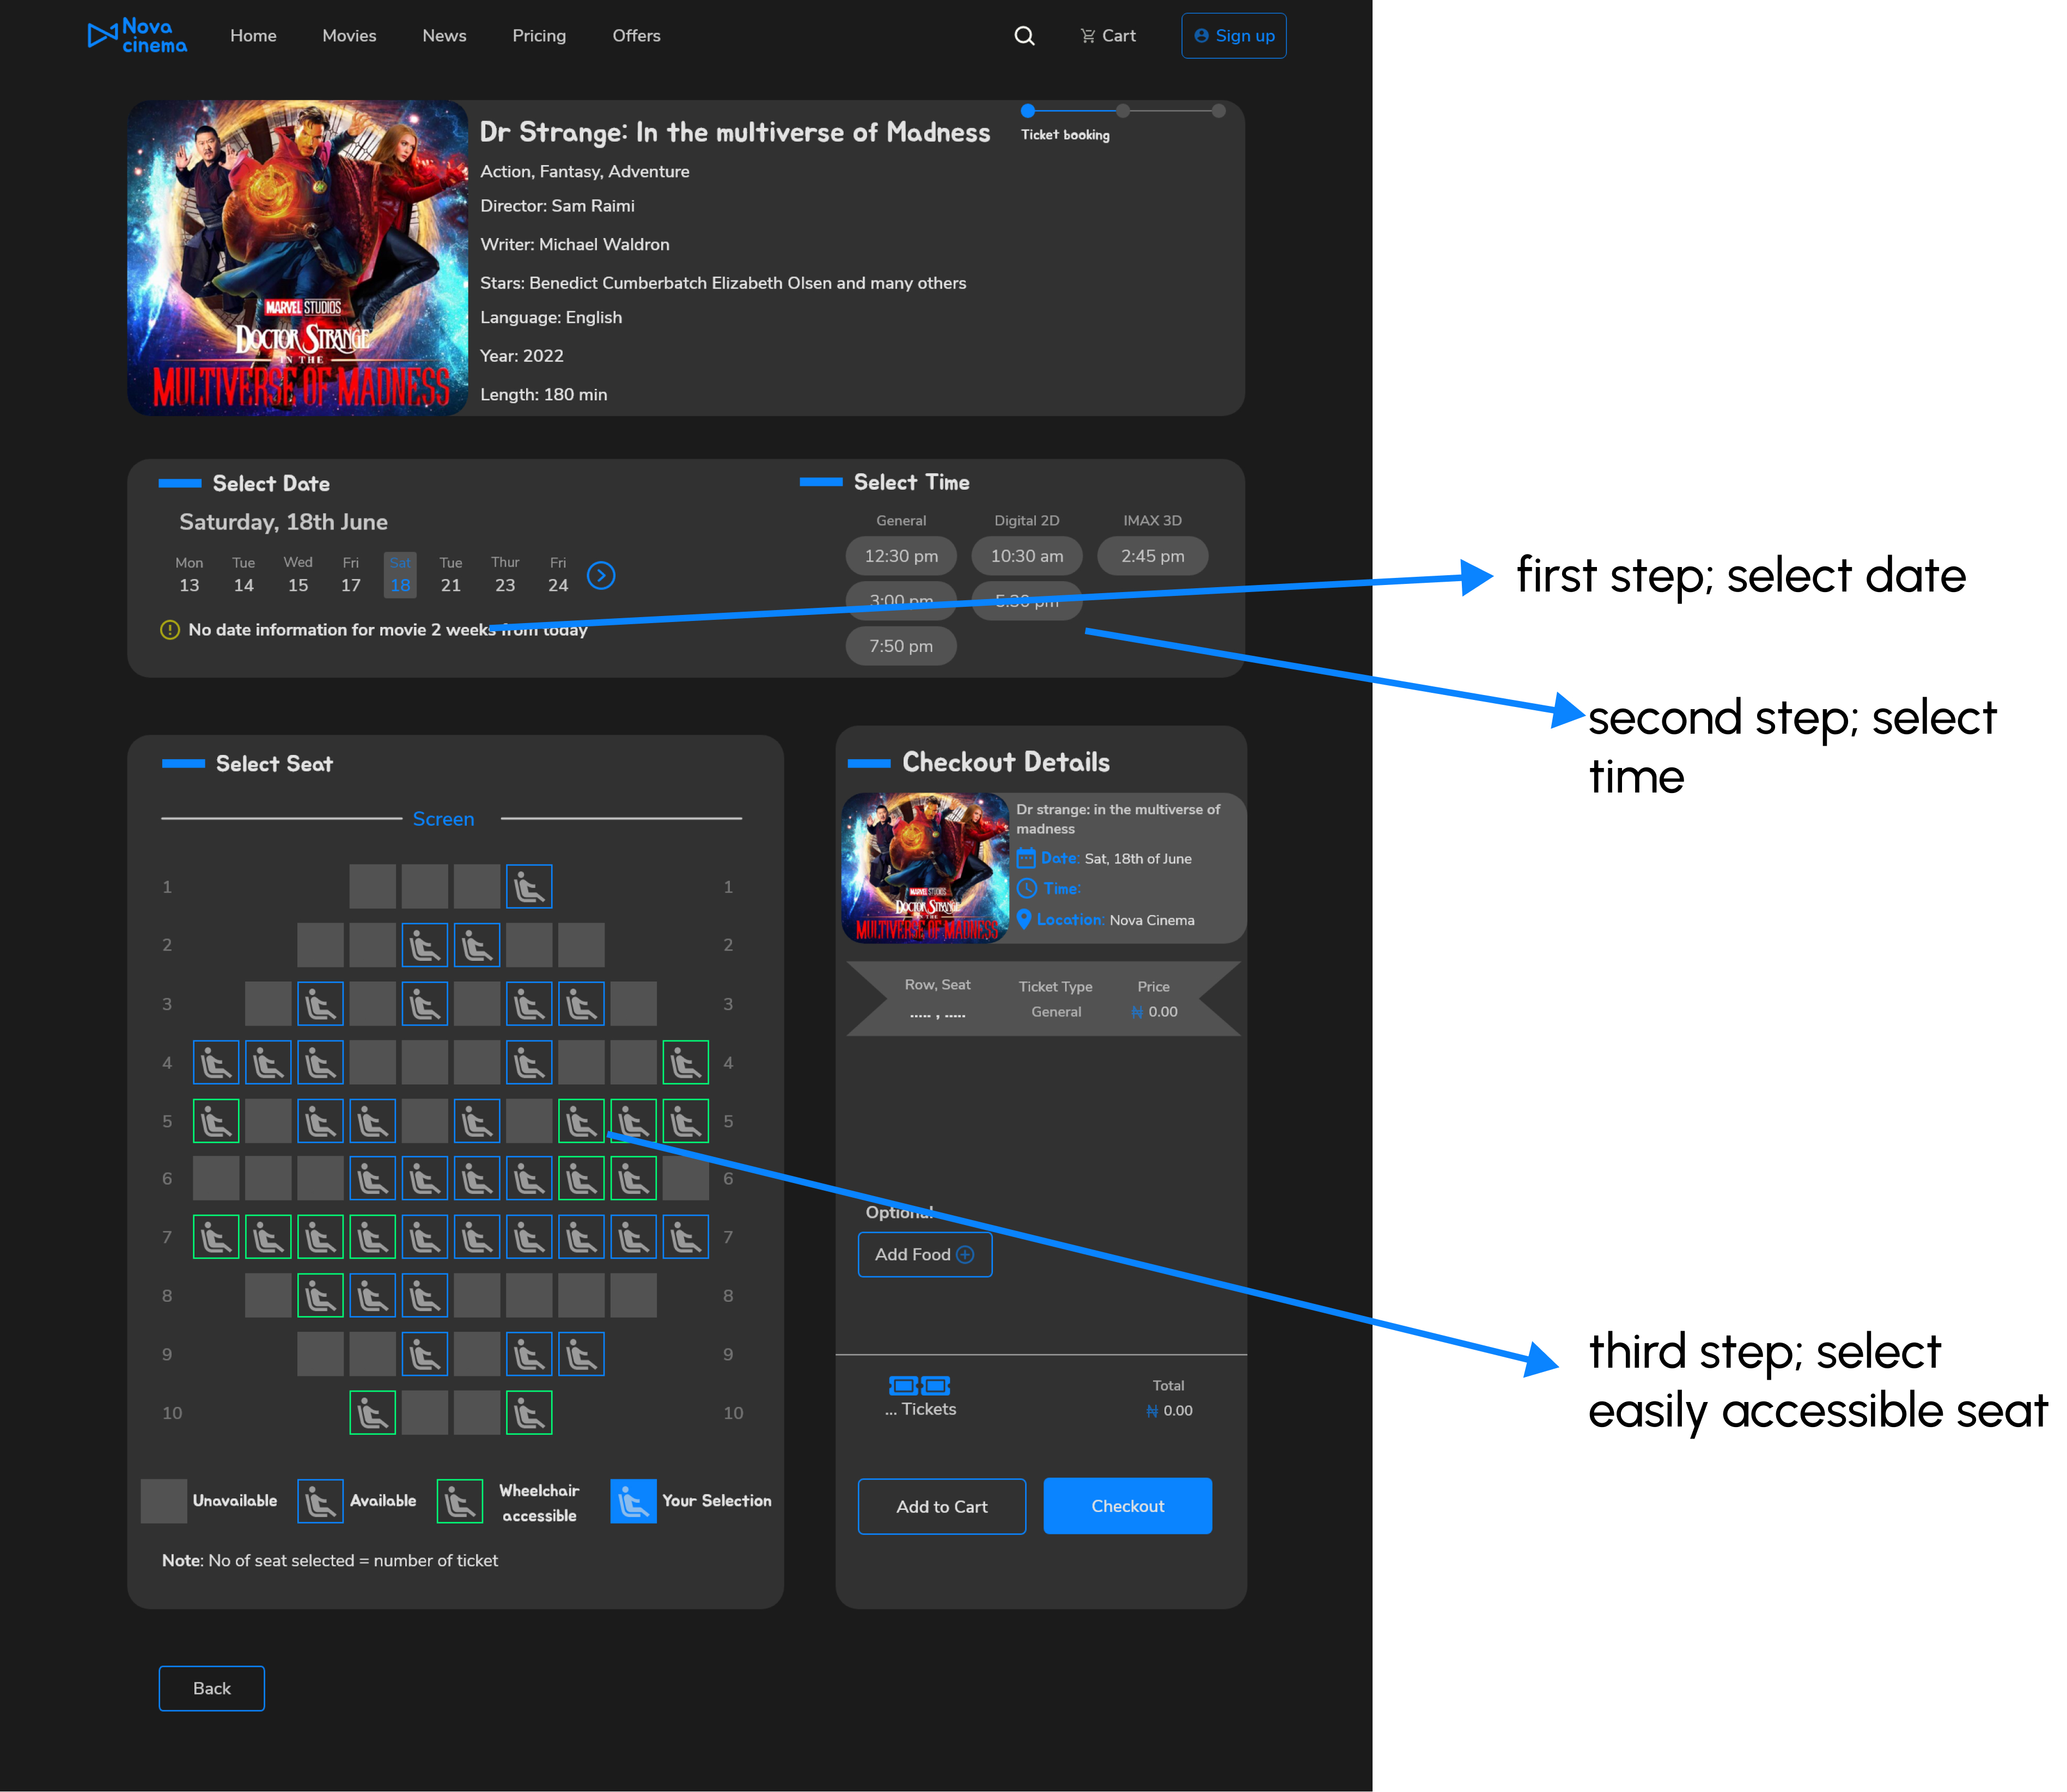 Nova
cinema
Home Movies News Pricing Offers Cart Sign up
Dr Strange: In the multiverse of Madness
Ticket booking
Action, Fantasy, Adventure
Director: Sam Raimi
Writer: Michael Waldron
Stars: Benedict Cumberbatch Elizabeth Olsen and many others
Language: English
Year: 2022
Length: 180 min
MARVEL STUDIOS
DOCTOR STRANGE
IN THE
MULTIVERSE OF MADNESS
Select Date
Saturday, 18th June
Mon Tue Wed Fri Sat Tue Thur Fri
13 14 15 17 18 21 23 24
No date information for movie 2 weeks from today
Select Time
General Digital 2D IMAX 3D
12:30 pm 10:30 am 2:45 pm
3:00 pm 5:30 pm
7:50 pm
first step; select date
second step; select
time
Select Seat
Screen
1 1
2 2
3 3
4 4
5 5
6 6
7 7
8 8
9 9
10 10
Unavailable Available Wheelchair
accessible Your Selection
Note: No of seat selected = number of ticket
Checkout Details
MARVEL STUDIOS
DOCTOR STRANGE
IN THE
MULTIVERSE OF MADNESS
Dr strange: in the multiverse of
madness
Date: Sat, 18th of June
Time:
Location: Nova Cinema
Row, Seat Ticket Type Price
..... , ..... General ₦ 0.00
Optional
Add Food
... Tickets
Total
₦ 0.00
Add to Cart Checkout
third step; select
easily accessible seat
Back